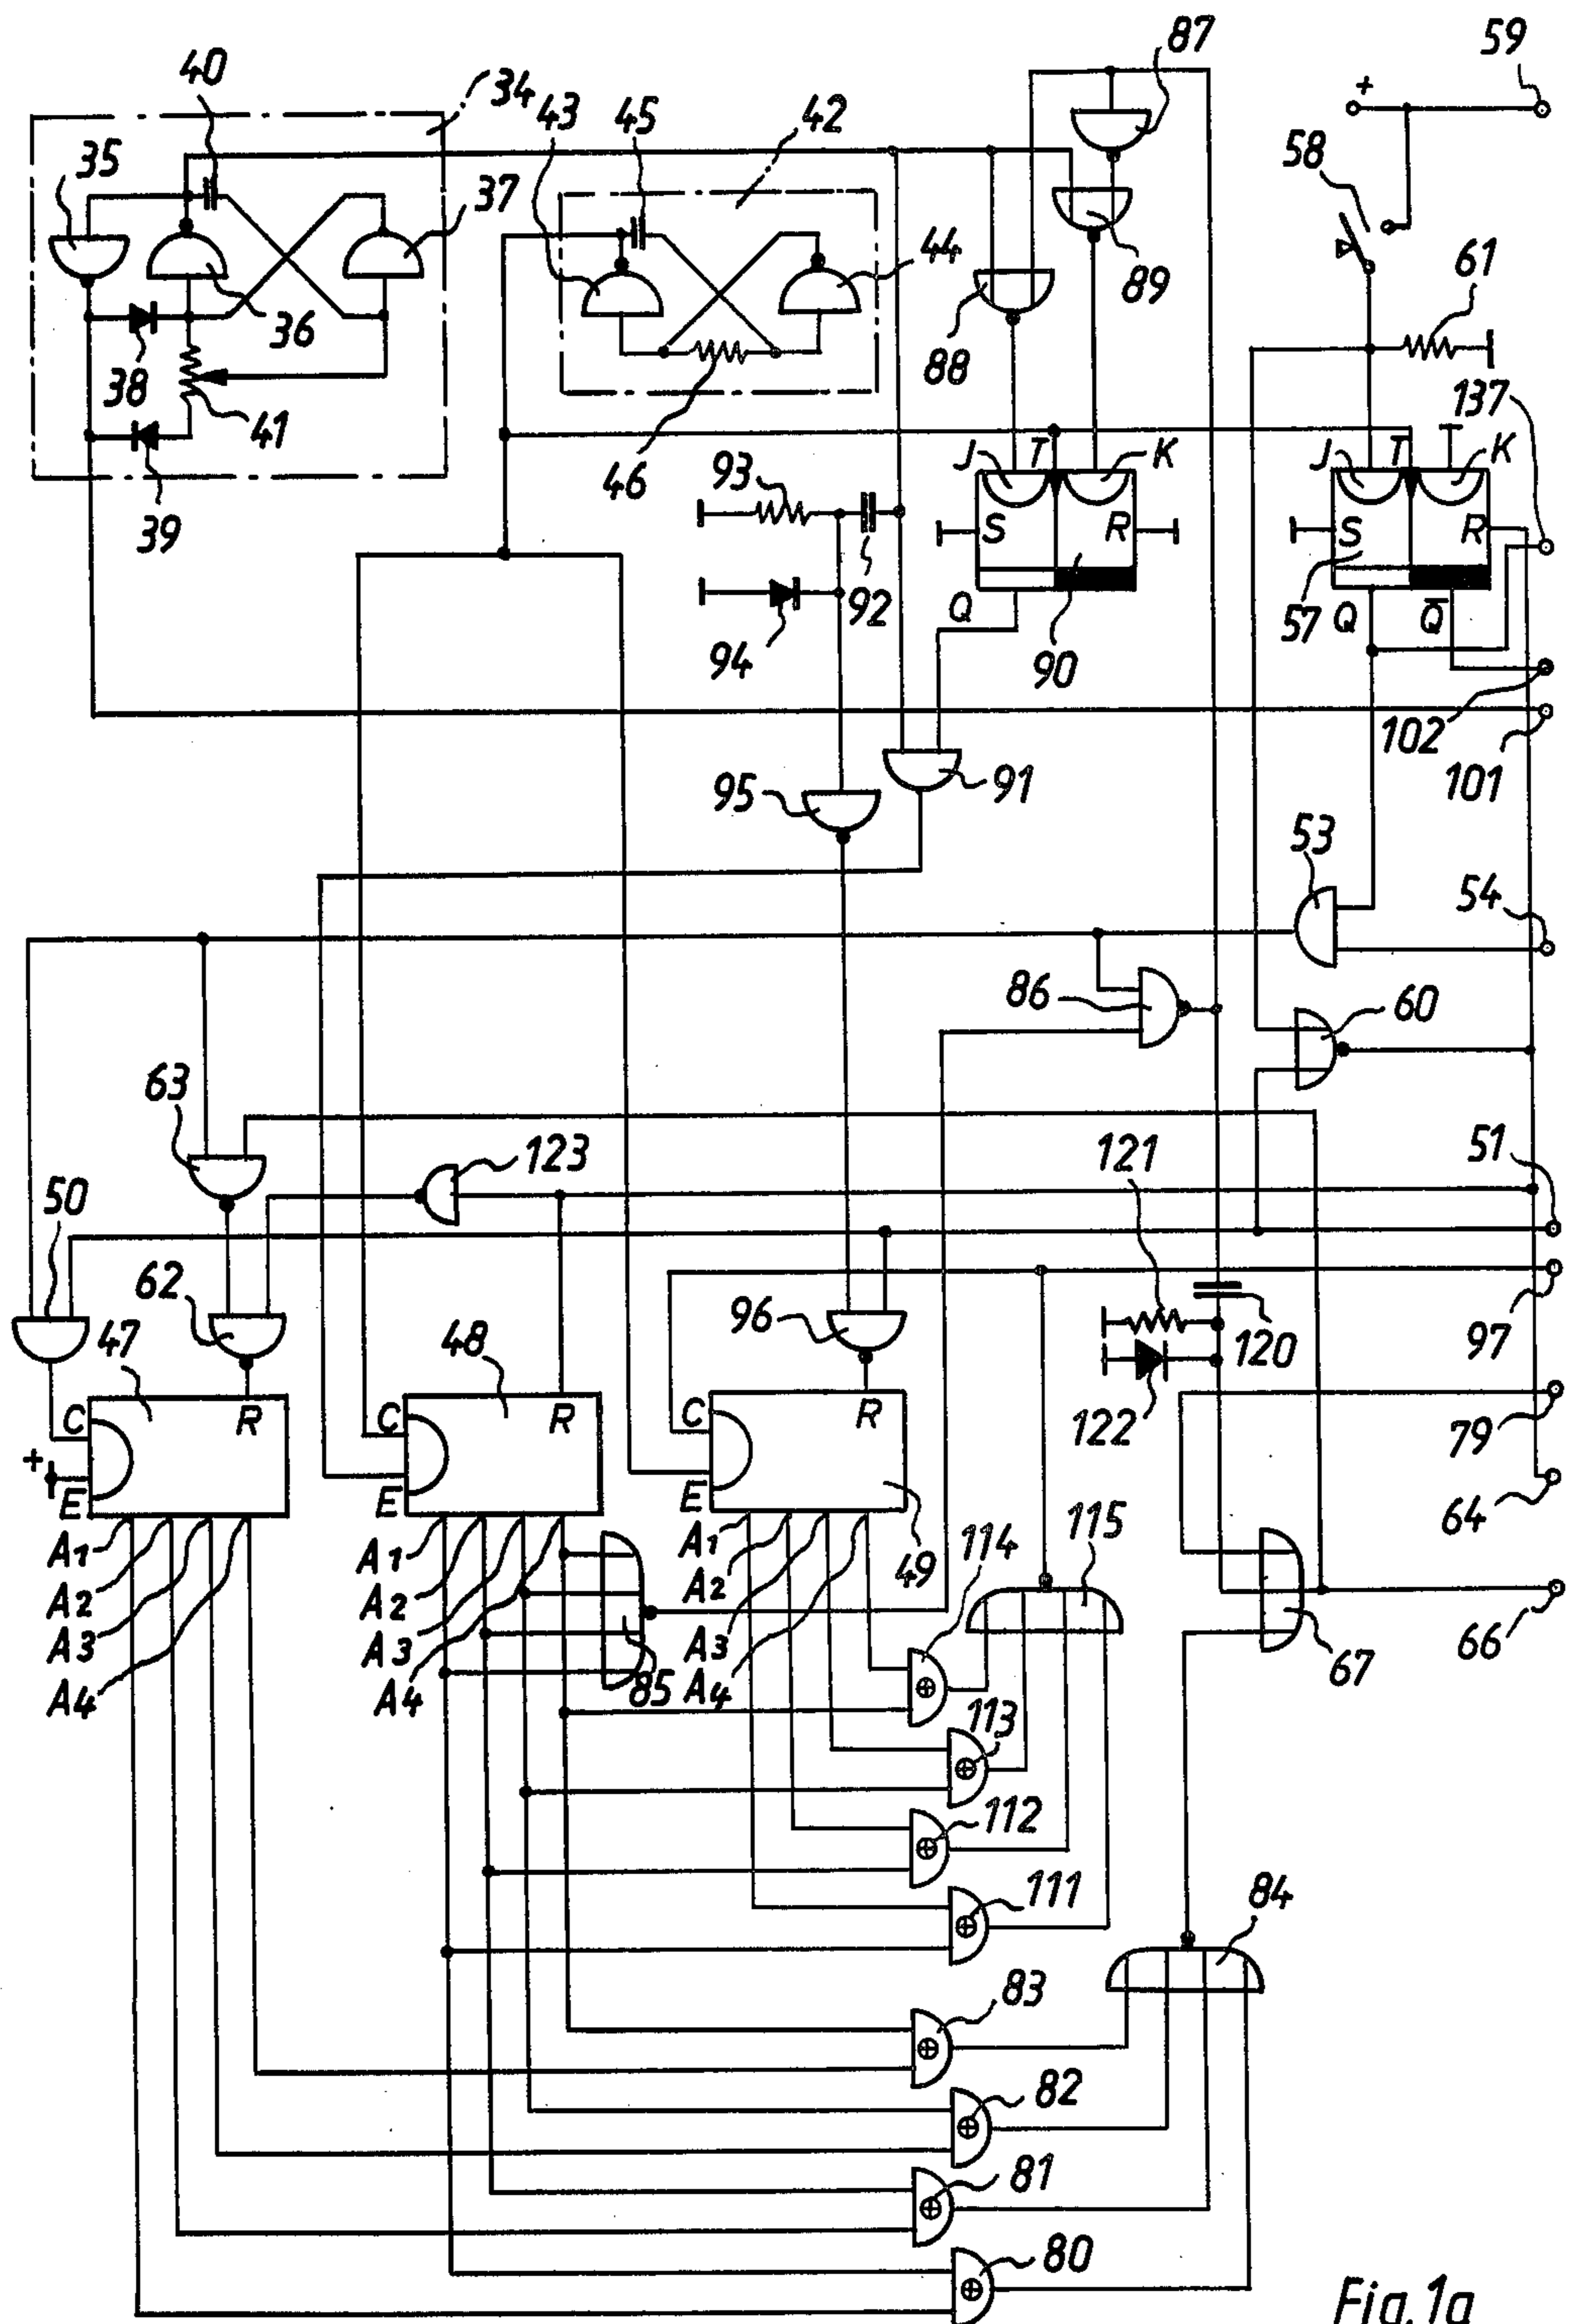 87
59
40
34
43
45
42
+
35
58
37
44
61
36
89
38
88
137
41
J
T
K
J
T
K
46
93
39
S
R
S
R
92
Q
57
Q
Q̅
94
90
102
101
95
91
53
54
86
60
63
123
121
51
50
62
47
48
96
120
97
C
R
C
R
C
R
122
79
+
E
E
E
64
A1
A1
A1
49
114
115
A2
A2
A2
A3
A3
A3
66
A4
A4
85
A4
67
113
112
111
84
83
82
81
80
Fig.1a